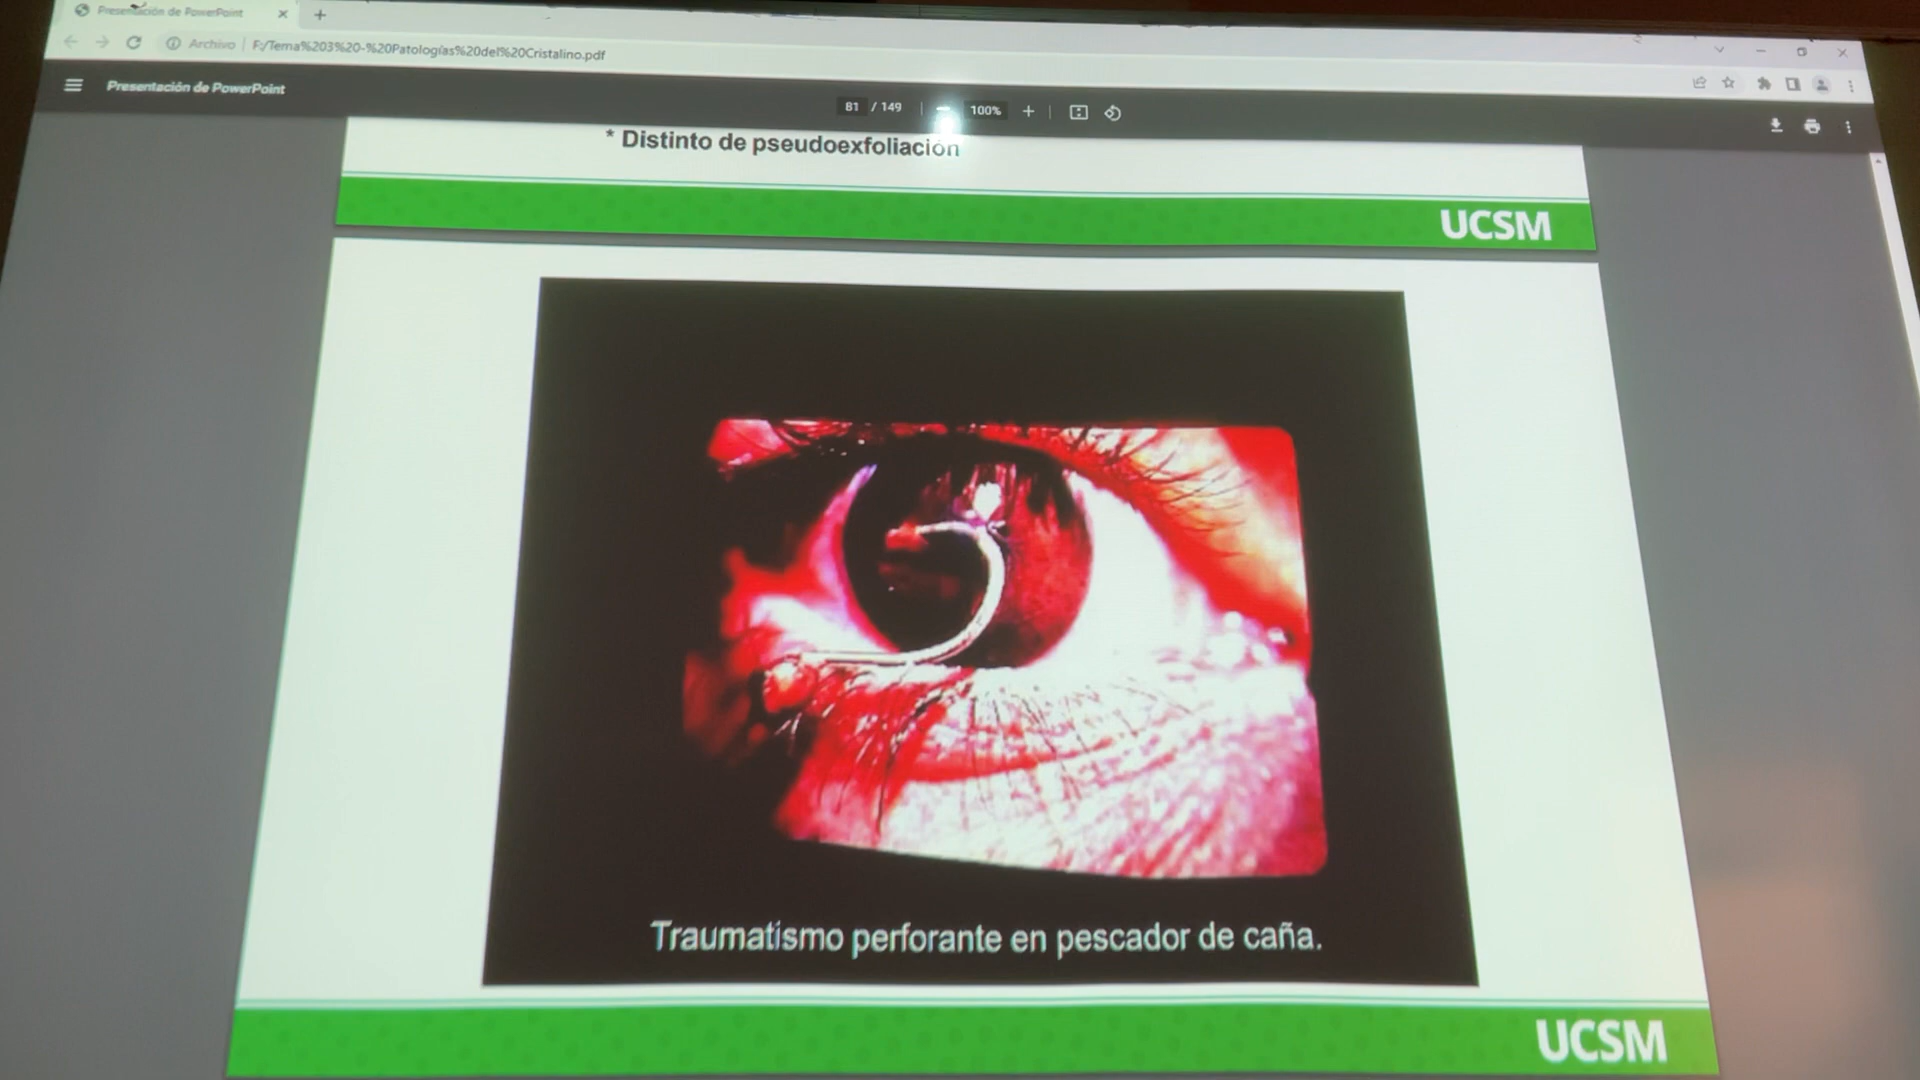 Presentación de PowerPoint
Archivo
F:/Tema%203%20-%20Patologías%20del%20Cristalino.pdf
Presentación de PowerPoint
81 / 149
100%
* Distinto de pseudoexfoliación
UCSM
Traumatismo perforante en pescador de caña.
UCSM